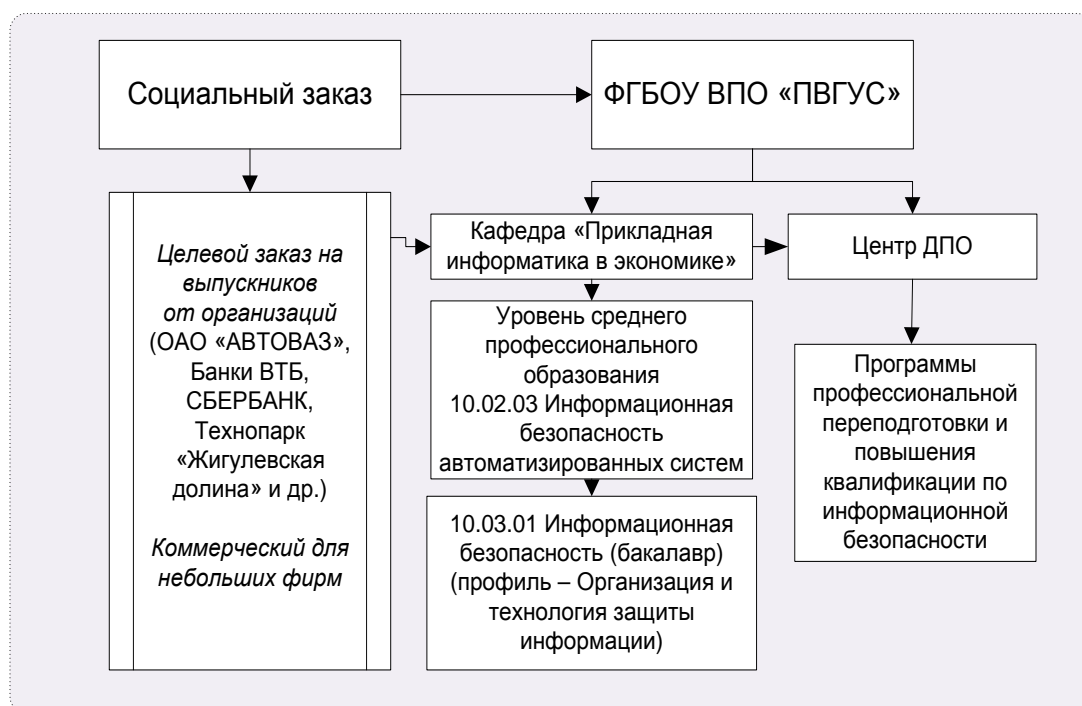 Социальный заказ
ФГБОУ ВПО «ПВГУС»
Целевой заказ на
выпускников
от организаций
(ОАО «АВТОВАЗ»,
Банки ВТБ,
СБЕРБАНК,
Технопарк
«Жигулевская
долина» и др.)
Коммерческий для
небольших фирм
Кафедра «Прикладная
информатика в экономике»
Уровень среднего
профессионального
образования
10.02.03 Информационная
безопасность
автоматизированных систем
10.03.01 Информационная
безопасность (бакалавр)
(профиль – Организация и
технология защиты
информации)
Центр ДПО
Программы
профессиональной
переподготовки и
повышения
квалификации по
информационной
безопасности